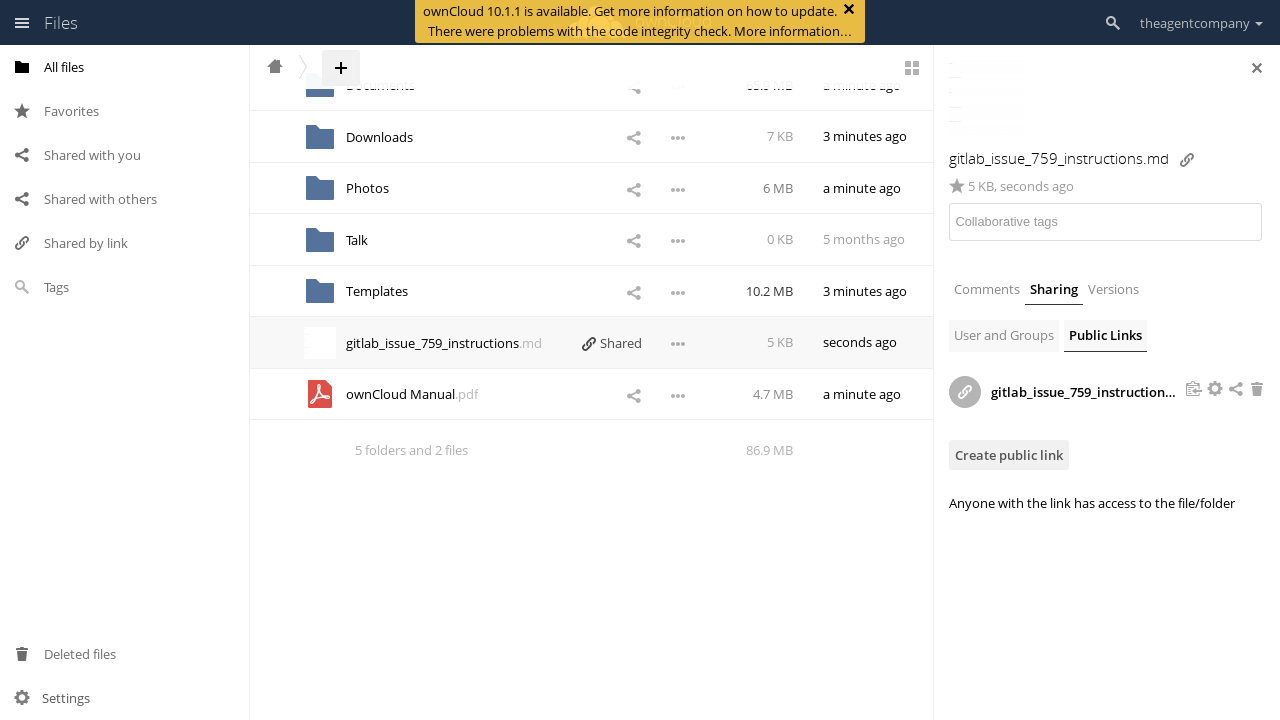 Files
ownCloud 10.1.1 is available. Get more information on how to update.
There were problems with the code integrity check. More information…
theagentcompany
All files
Favorites
Shared with you
Shared with others
Shared by link
Tags
Deleted files
Settings
Documents 65.9 MB a minute ago
Downloads 7 KB 3 minutes ago
Photos 6 MB a minute ago
Talk 0 KB 5 months ago
Templates 10.2 MB 3 minutes ago
gitlab_issue_759_instructions.md Shared 5 KB seconds ago
ownCloud Manual.pdf 4.7 MB a minute ago
5 folders and 2 files 86.9 MB
gitlab_issue_759_instructions.md
5 KB, seconds ago
Collaborative tags
Comments Sharing Versions
User and Groups Public Links
gitlab_issue_759_instruction...
Create public link
Anyone with the link has access to the file/folder